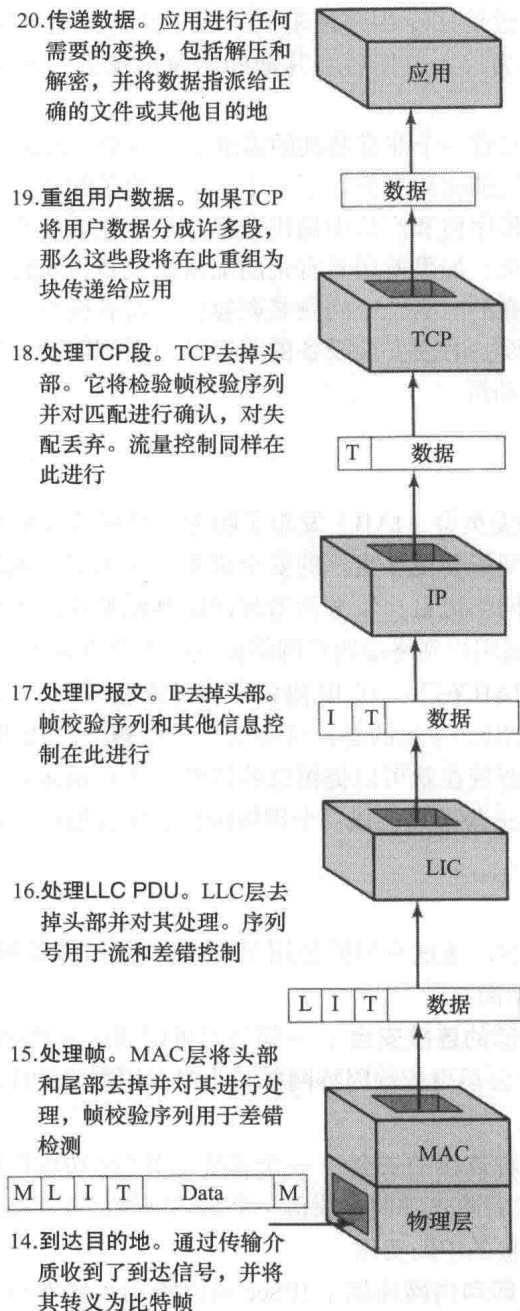 20.传递数据。应用进行任何
需要的变换，包括解压和
解密，并将数据指派给正
确的文件或其他目的地
应用
数据
19.重组用户数据。如果TCP
将用户数据分成许多段，
那么这些段将在此重组为
块传递给应用
TCP
18.处理TCP段。TCP去掉头
部。它将检验帧校验序列
并对匹配进行确认，对失
配丢弃。流量控制同样在
此进行
T 数据
IP
17.处理IP报文。IP去掉头部。
帧校验序列和其他信息控
制在此进行
I T 数据
LIC
16.处理LLC PDU。LLC层去
掉头部并对其处理。序列
号用于流和差错控制
L I T 数据
15.处理帧。MAC层将头部
和尾部去掉并对其进行处
理，帧校验序列用于差错
检测
MAC
M L I T Data M
物理层
14.到达目的地。通过传输介
质收到了到达信号，并将
其转义为比特帧